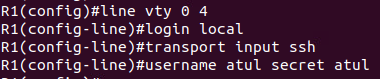 R1(config)#line vty 0 4
R1(config-line)#login local
R1(config-line)#transport input ssh
R1(config-line)#username atul secret atul